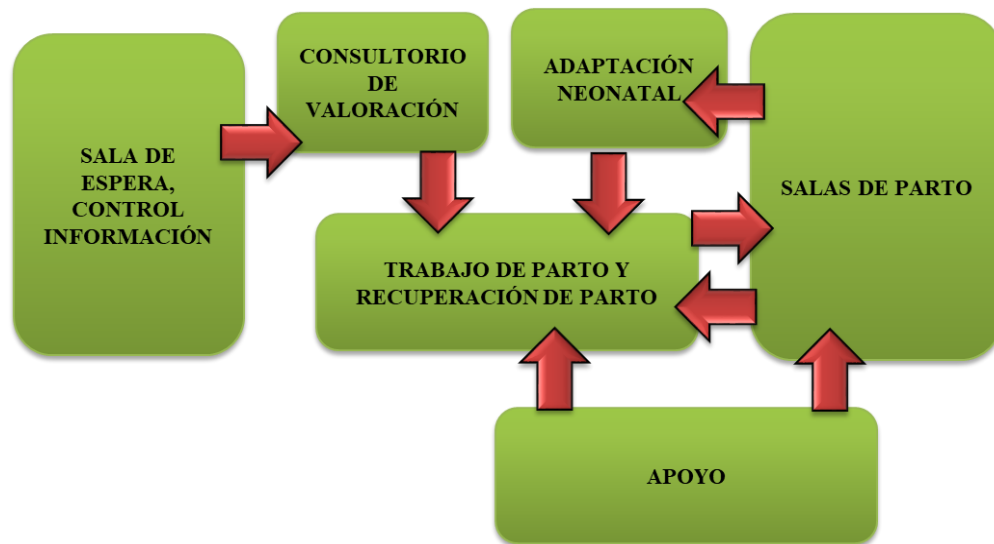 SALA DE
ESPERA,
CONTROL
INFORMACIÓN
CONSULTORIO
DE
VALORACIÓN
ADAPTACIÓN
NEONATAL
SALAS DE PARTO
TRABAJO DE PARTO Y
RECUPERACIÓN DE PARTO
APOYO